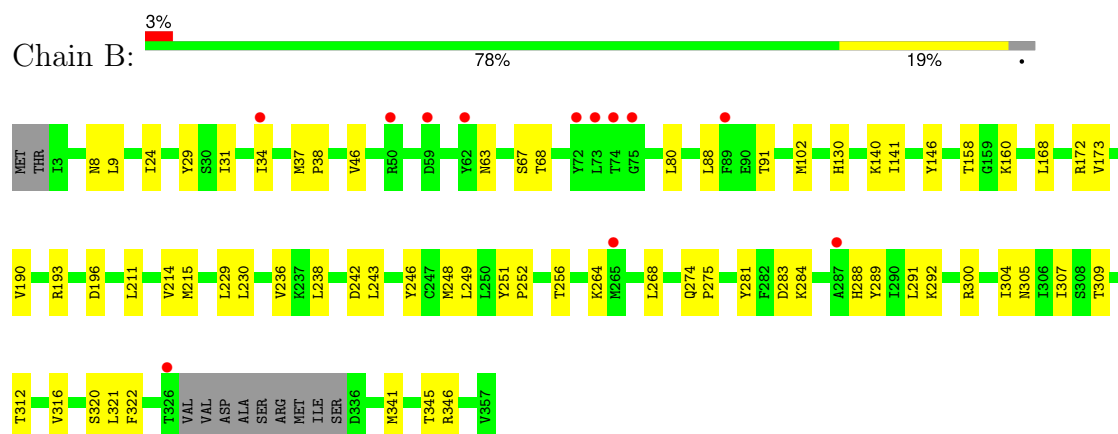 3%
Chain B:
78% 19% •
MET THR I3 N8 L9 I24 Y29 S30 I31 I34 M37 P38 V46 R50 D59 Y62 N63 S67 T68 Y72 L73 T74 G75 L80 L88 F89 E90 T91 M102 H130 K140 I141 Y146 T158 G159 K160 L168 R172 V173
V190 R193 D196 L211 V214 M215 L229 L230 V236 K237 L238 D242 L243 Y246 C247 M248 L249 L250 Y251 P252 T256 K264 M265 L268 Q274 P275 Y281 F282 D283 K284 A287 H288 Y289 I290 L291 K292 R300 I304 N305 I306 I307 S308 T309
T312 V316 S320 L321 F322 T326 VAL VAL ASP ALA SER ARG MET ILE SER D336 M341 T345 R346 V357